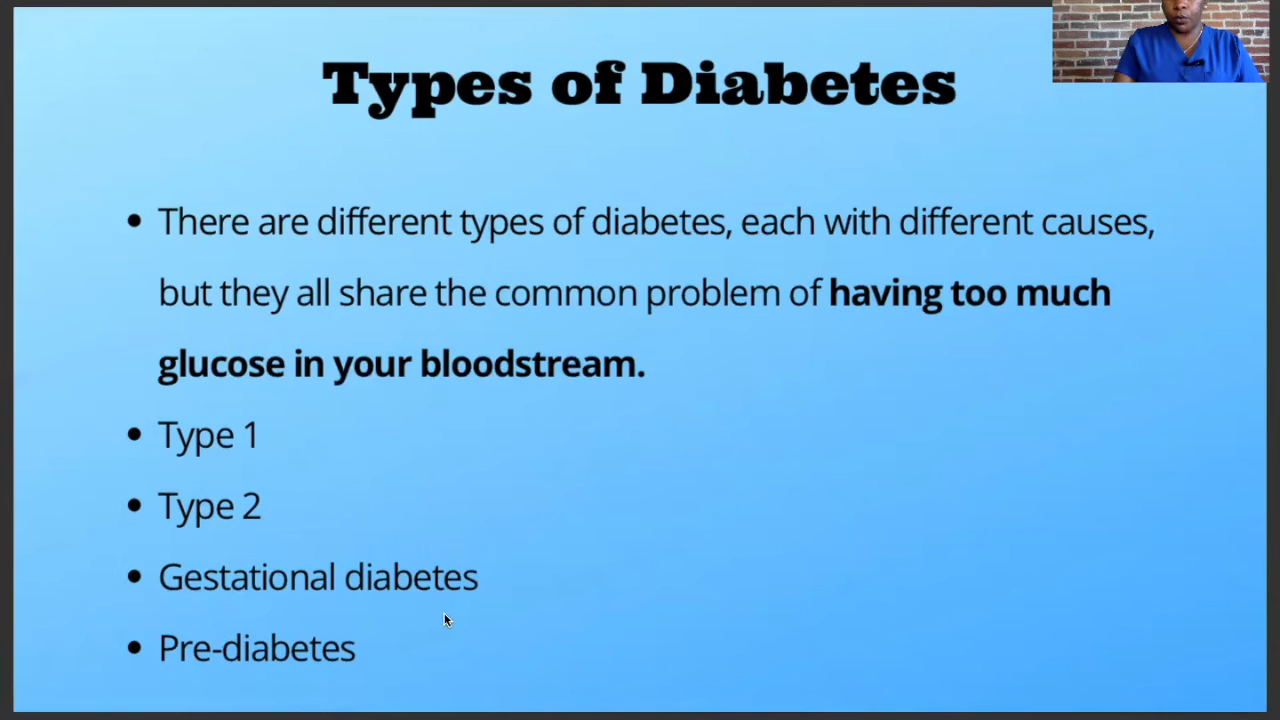 Types of Diabetes
There are different types of diabetes, each with different causes,
but they all share the common problem of having too much
glucose in your bloodstream.
Type 1
Type 2
Gestational diabetes
Pre-diabetes